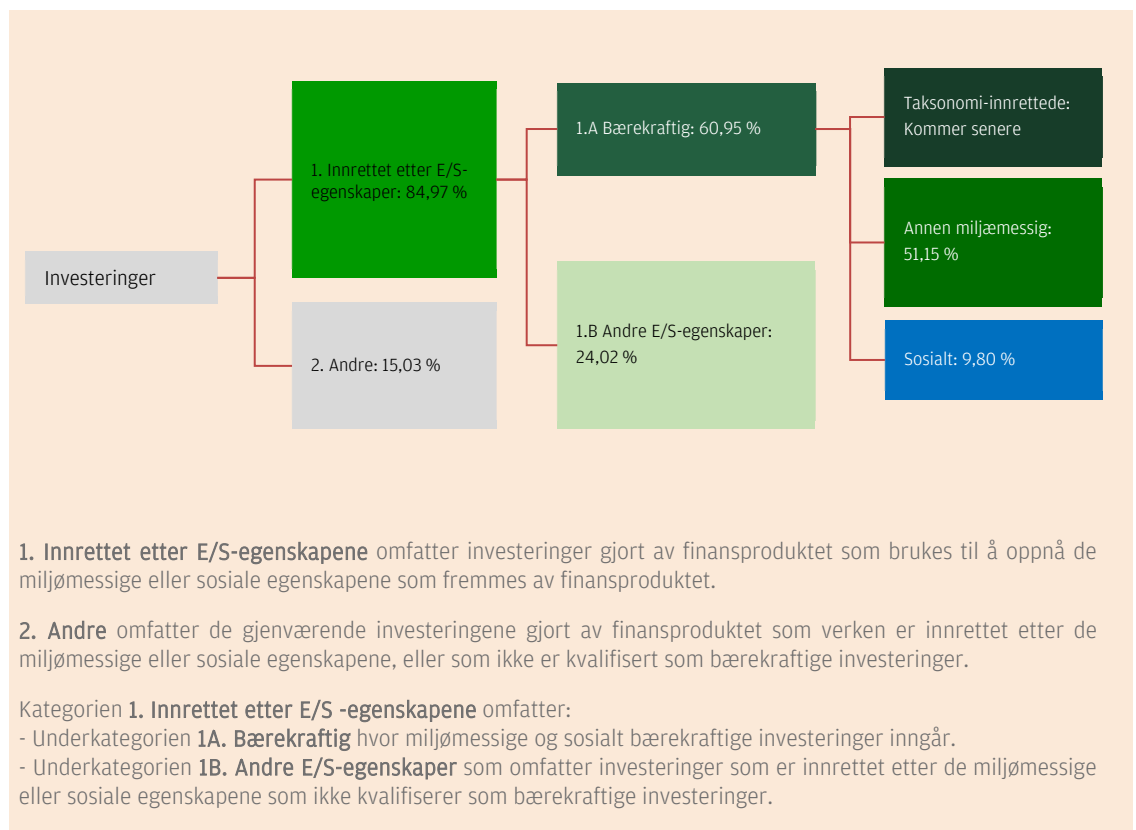 Investeringer
1. Innrettet etter E/S-
egenskaper: 84,97 %
2. Andre: 15,03 %
1.A Bærekraftig: 60,95 %
1.B Andre E/S-egenskaper:
24,02 %
Taksonomi-innrettede:
Kommer senere
Annen miljæmessig:
51,15 %
Sosialt: 9,80 %
1. Innrettet etter E/S-egenskapene omfatter investeringer gjort av finansproduktet som brukes til å oppnå de
miljømessige eller sosiale egenskapene som fremmes av finansproduktet.
2. Andre omfatter de gjenværende investeringene gjort av finansproduktet som verken er innrettet etter de
miljømessige eller sosiale egenskapene, eller som ikke er kvalifisert som bærekraftige investeringer.
Kategorien 1. Innrettet etter E/S -egenskapene omfatter:
- Underkategorien 1A. Bærekraftig hvor miljømessige og sosialt bærekraftige investeringer inngår.
- Underkategorien 1B. Andre E/S-egenskaper som omfatter investeringer som er innrettet etter de miljømessige
eller sosiale egenskapene som ikke kvalifiserer som bærekraftige investeringer.